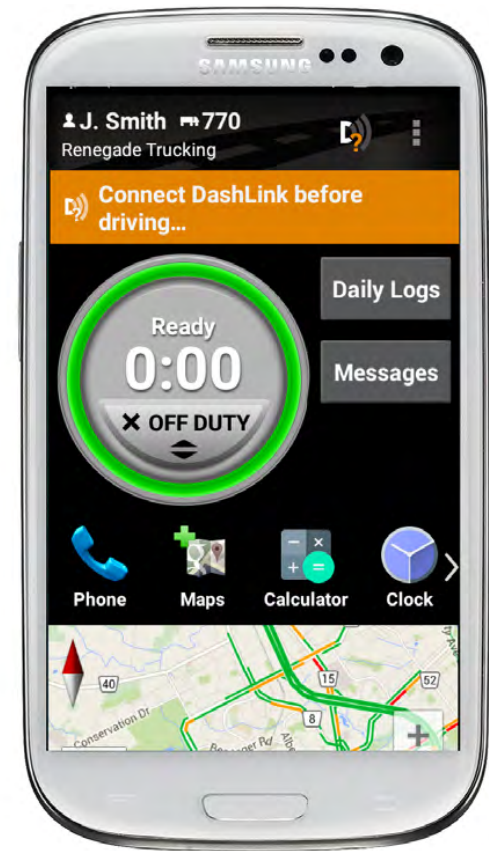 SAMSUNG
J. Smith 770
Renegade Trucking
Connect DashLink before
driving...
Ready
0:00
OFF DUTY
Daily Logs
Messages
Phone
Maps
Calculator
Clock
40
15
52
8
Conservation Dr